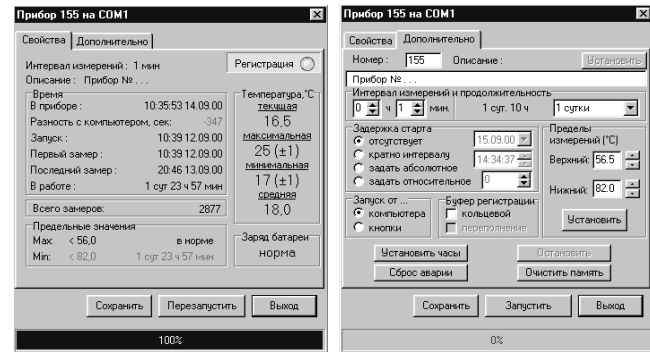 Прибор 155 на COM1
Свойства Дополнительно
Интервал измерений : 1 мин
Описание : Прибор № . . .
Регистрация
Время
В приборе : 10:35:53 14.09.00
Разность с компьютером, сек: -347
Запуск : 10:39 12.09.00
Первый замер : 10:39 12.09.00
Последний замер : 20:46 13.09.00
В работе : 1 сут 23 ч 57 мин
Всего замеров: 2877
Предельные значения
Max: < 56,0 в норме
Min: < 82,0 1 сут 23 ч 57 мин
Температура,°C
текущая
16,5
максимальная
25 (±1)
минимальная
17 (±1)
средняя
18,0
Заряд батареи
норма
Сохранить Перезапустить Выход
100%
Прибор 155 на COM1
Свойства Дополнительно
Номер : 155 Описание : Установить
Прибор № . . .
Интервал измерений и продолжительность
0 ч 1 мин. 1 сут. 10 ч 1 сутки
Задержка старта
отсутствует 15.09.00
кратно интервалу 14:34:37
задать абсолютное
задать относительное 0
Пределы
измерений (°C)
Верхний: 56.5
Нижний: 82.0
Установить
Запуск от ...
компьютера
кнопки
Буфер регистрации
кольцевой
переполнение
Установить часы Остановить
Сброс аварии Очистить память
Сохранить Запустить Выход
0%